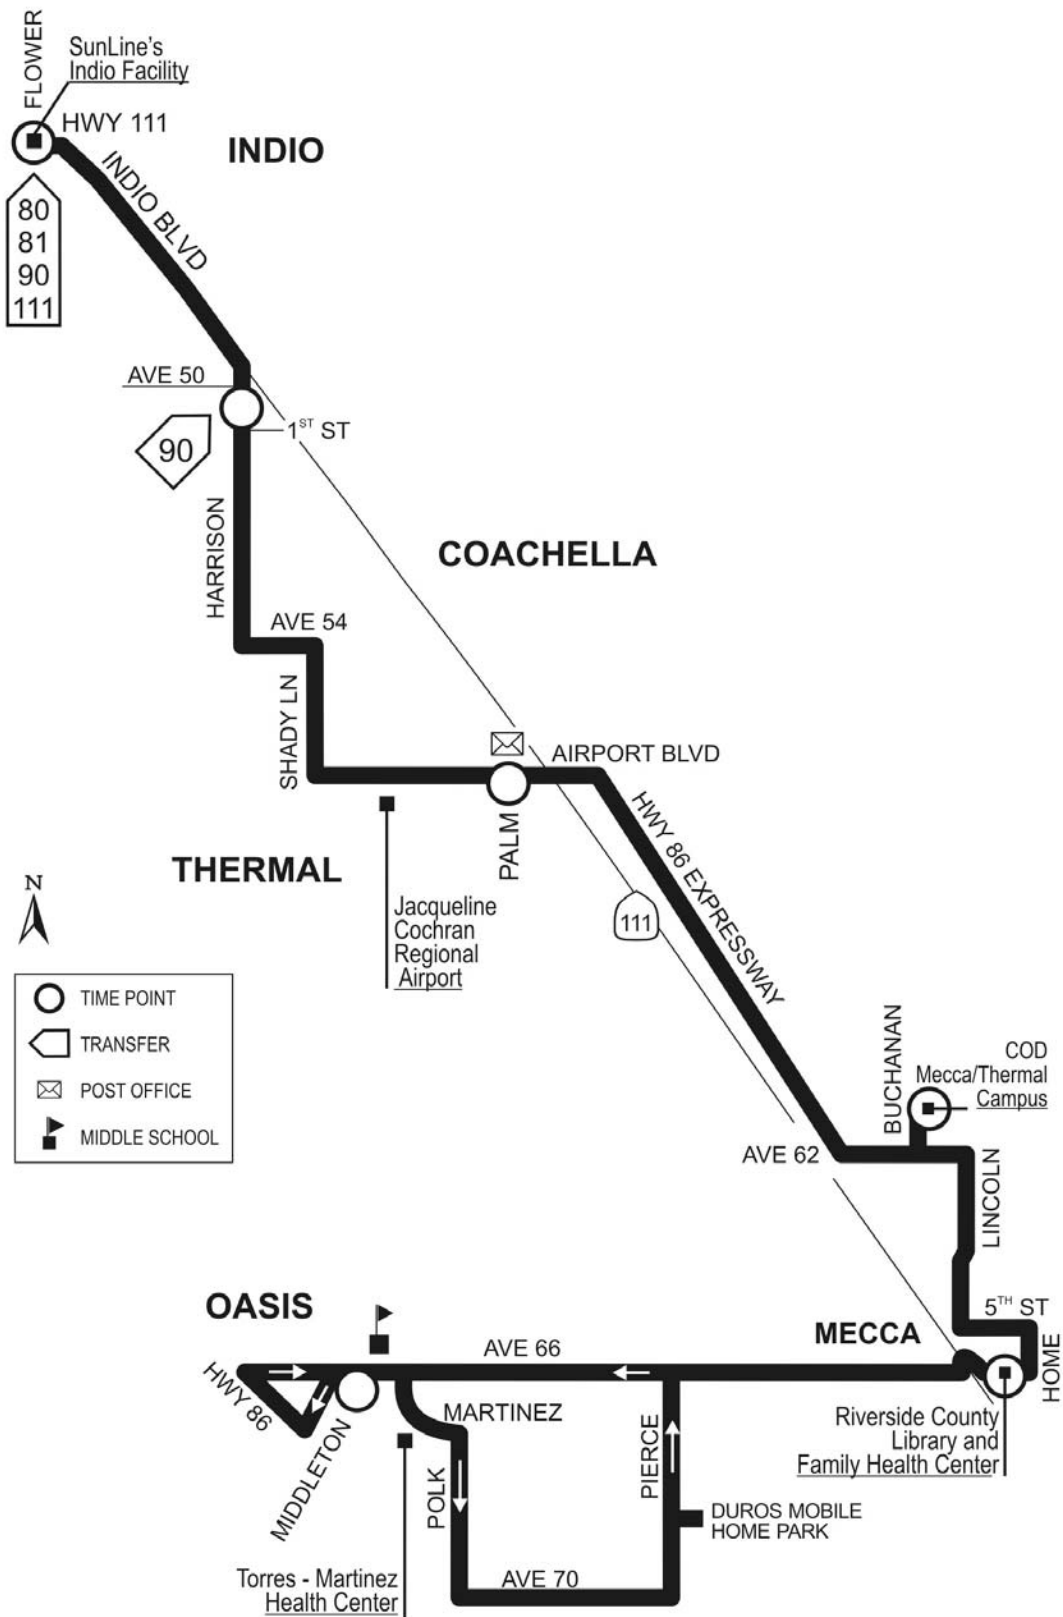 FLOWER
SunLine's
Indio Facility
HWY 111
INDIO
INDIO BLVD
80
81
90
111
AVE 50
1ST ST
90
HARRISON
COACHELLA
AVE 54
SHADY LN
AIRPORT BLVD
PALM
HWY 86 EXPRESSWAY
THERMAL
Jacqueline
Cochran
Regional
Airport
111
N
TIME POINT
TRANSFER
POST OFFICE
MIDDLE SCHOOL
BUCHANAN
COD
Mecca/Thermal
Campus
AVE 62
LINCOLN
5TH ST
HOME
OASIS
MECCA
AVE 66
HWY 86
MIDDLETON
MARTINEZ
POLK
PIERCE
Riverside County
Library and
Family Health Center
DUROS MOBILE
HOME PARK
AVE 70
Torres - Martinez
Health Center